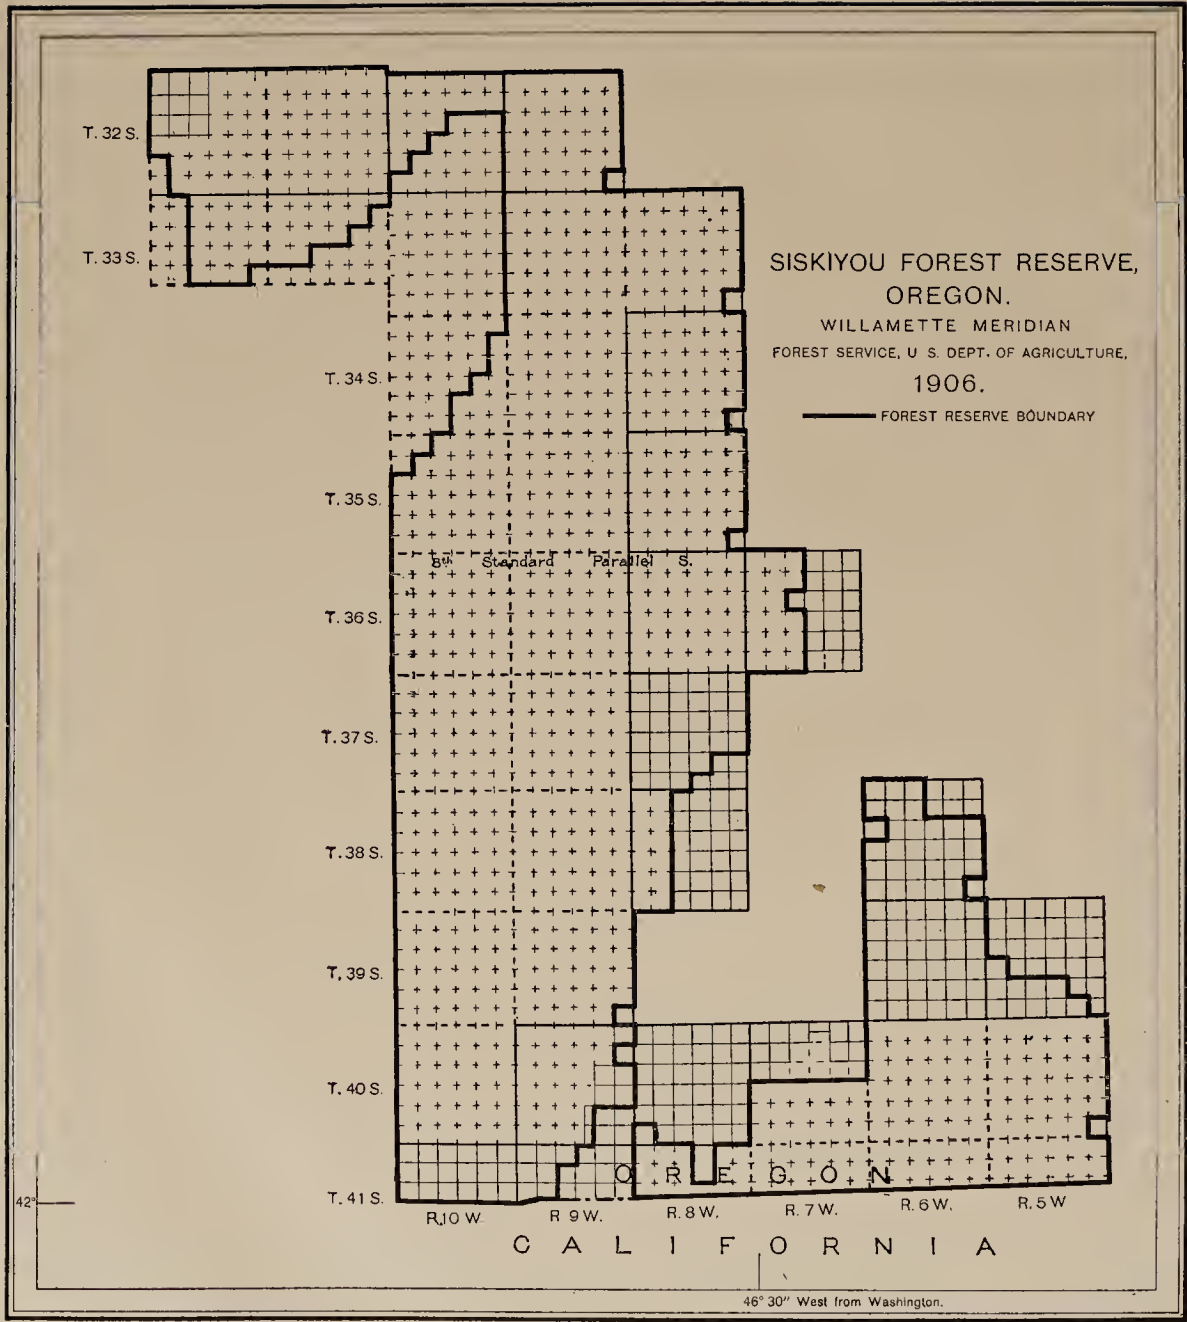 T. 32 S.
T. 33 S.
SISKIYOU FOREST RESERVE,
OREGON.
WILLAMETTE MERIDIAN
FOREST SERVICE, U S. DEPT. OF AGRICULTURE,
1906.
FOREST RESERVE BOUNDARY
T. 34 S.
T. 35 S.
8th Standard Parallel S.
T. 36 S.
T. 37 S.
T. 38 S.
T. 39 S.
T. 40 S.
OREGON
T. 41 S.
42°
R.10 W. R 9 W. R. 8 W. R. 7 W. R. 6 W. R. 5 W
CALIFORNIA
46° 30" West from Washington.